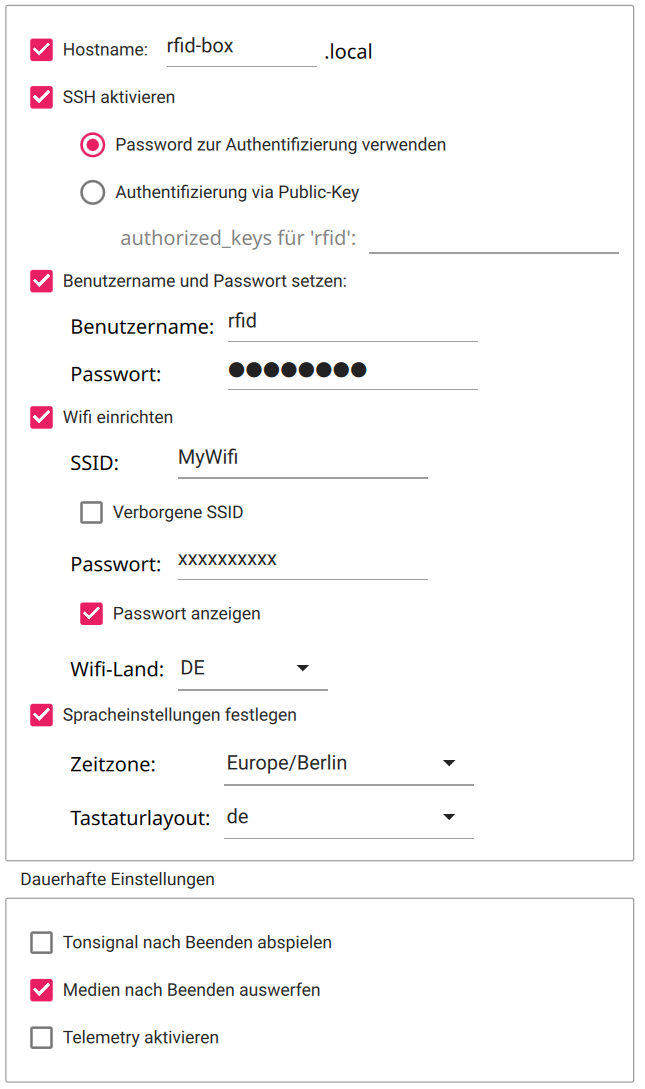 Hostname: rfid-box .local
SSH aktivieren
Password zur Authentifizierung verwenden
Authentifizierung via Public-Key
authorized_keys für 'rfid':
Benutzername und Passwort setzen:
Benutzername: rfid
Passwort: ●●●●●●●●
Wifi einrichten
SSID: MyWifi
Verborgene SSID
Passwort: xxxxxxxxxx
Passwort anzeigen
Wifi-Land: DE
Spracheinstellungen festlegen
Zeitzone: Europe/Berlin
Tastaturlayout: de
Dauerhafte Einstellungen
Tonsignal nach Beenden abspielen
Medien nach Beenden auswerfen
Telemetry aktivieren